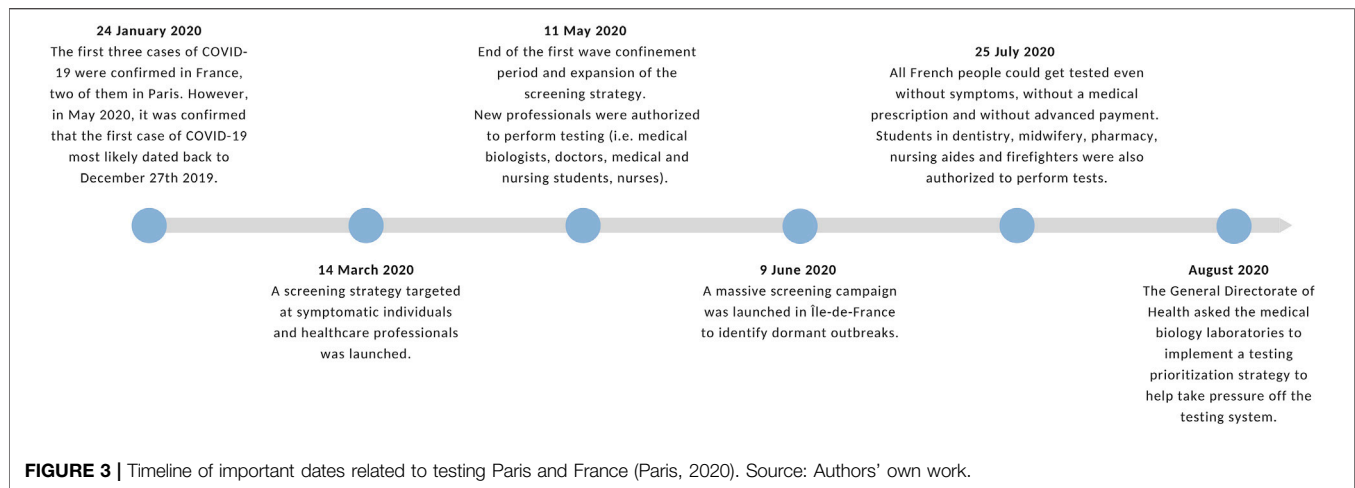 24 January 2020
The first three cases of COVID-
19 were confirmed in France,
two of them in Paris. However,
in May 2020, it was confirmed
that the first case of COVID-19
most likely dated back to
December 27th 2019.
14 March 2020
A screening strategy targeted
at symptomatic individuals
and healthcare professionals
was launched.
11 May 2020
End of the first wave confinement
period and expansion of the
screening strategy.
New professionals were authorized
to perform testing (i.e. medical
biologists, doctors, medical and
nursing students, nurses).
9 June 2020
A massive screening campaign
was launched in Île-de-France
to identify dormant outbreaks.
25 July 2020
All French people could get tested even
without symptoms, without a medical
prescription and without advanced payment.
Students in dentistry, midwifery, pharmacy,
nursing aides and firefighters were also
authorized to perform tests.
August 2020
The General Directorate of
Health asked the medical
biology laboratories to
implement a testing
prioritization strategy to
help take pressure off the
testing system.
FIGURE 3 | Timeline of important dates related to testing Paris and France (Paris, 2020). Source: Authors' own work.